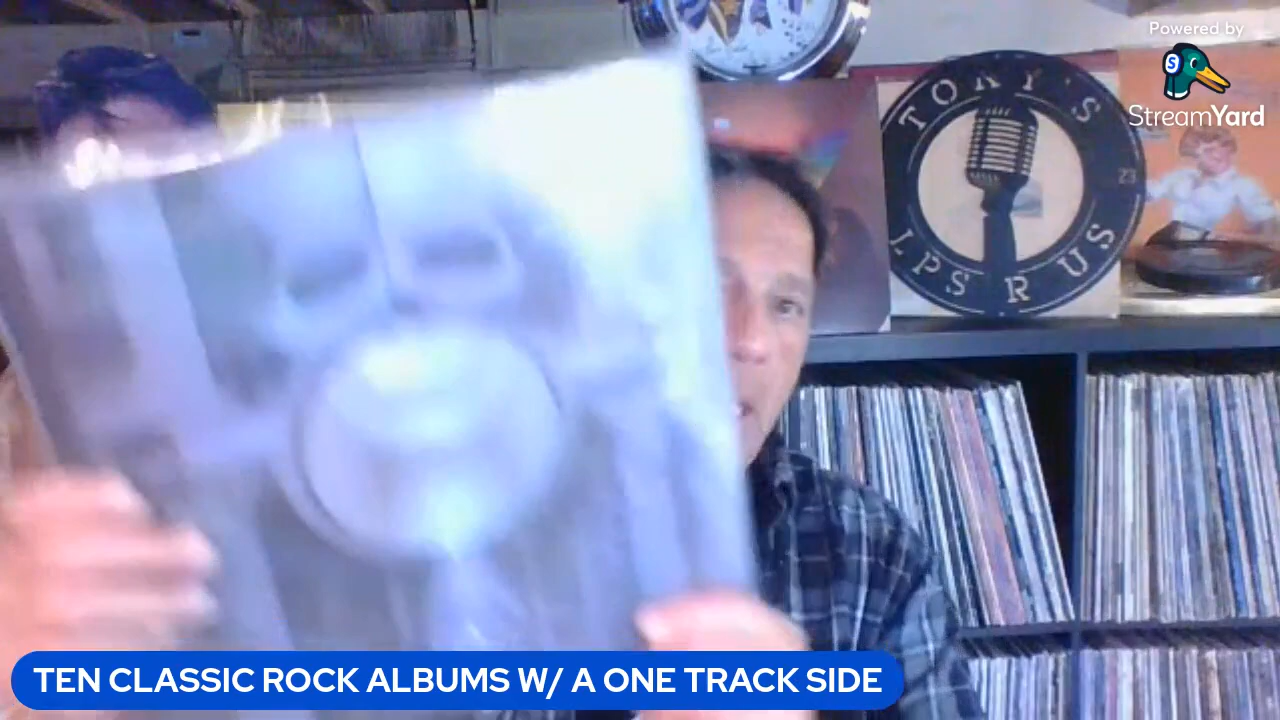 Powered by
StreamYard
TONY'S
23
LPS R US
TEN CLASSIC ROCK ALBUMS W/ A ONE TRACK SIDE